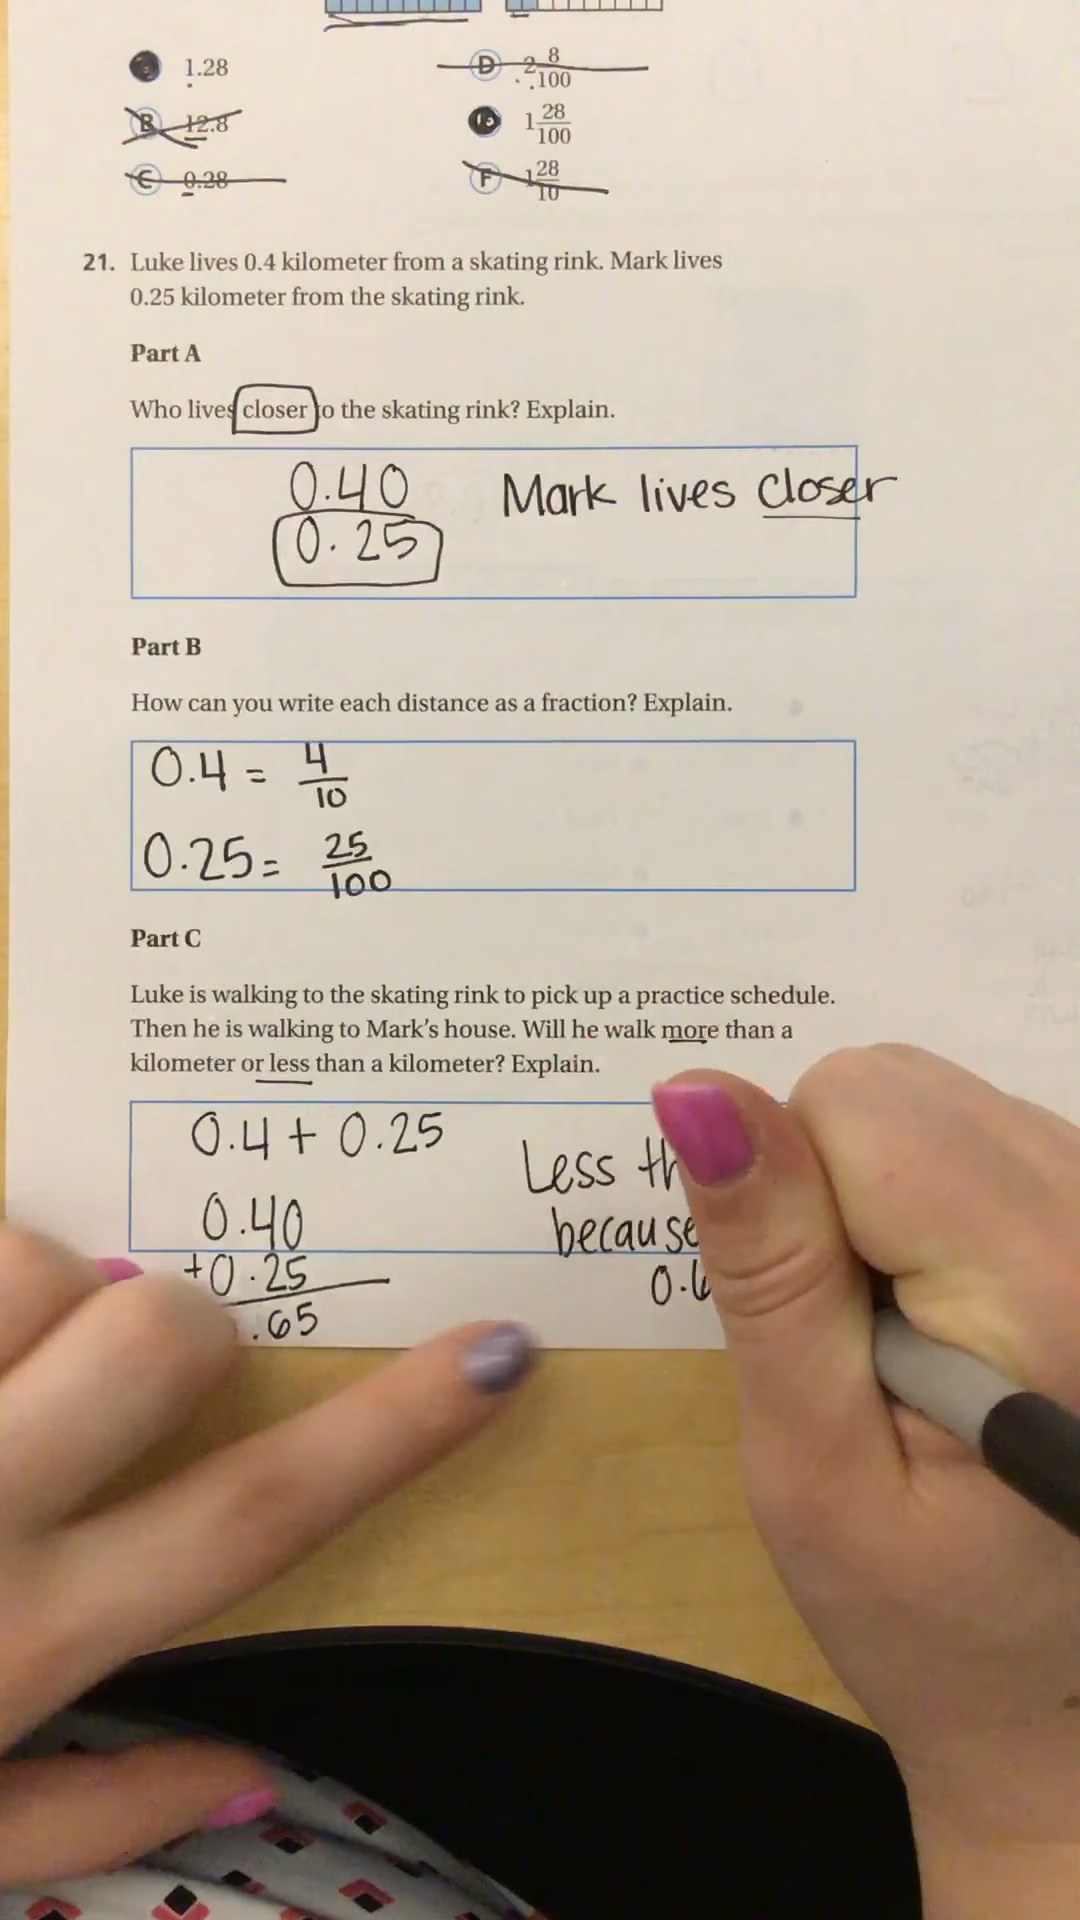 1.28
D 2 8/100
B 12.8
1 28/100
C 0.28
F 1 28/10
21. Luke lives 0.4 kilometer from a skating rink. Mark lives
0.25 kilometer from the skating rink.
Part A
Who lives closer to the skating rink? Explain.
0.40
0.25
Mark lives closer
Part B
How can you write each distance as a fraction? Explain.
0.4 = 4/10
0.25 = 25/100
Part C
Luke is walking to the skating rink to pick up a practice schedule.
Then he is walking to Mark's house. Will he walk more than a
kilometer or less than a kilometer? Explain.
0.4 + 0.25
0.40
+0.25
.65
Less
because